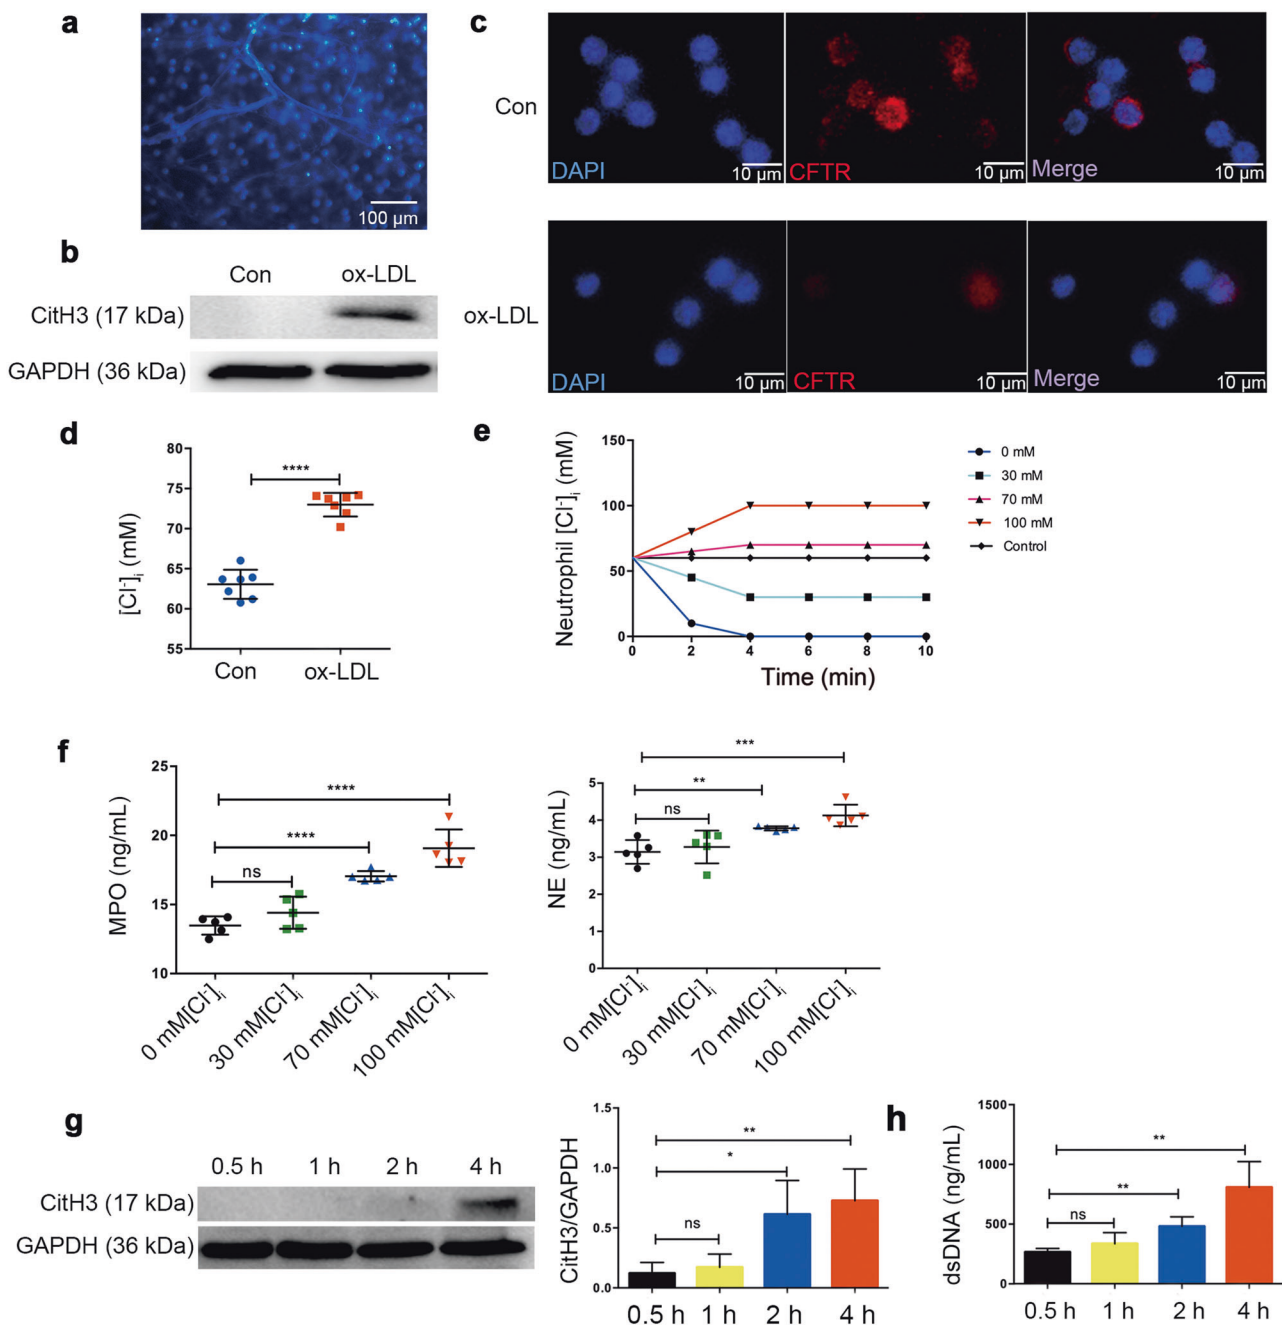 a
100 µm
b
Con ox-LDL
CitH3 (17 kDa)
GAPDH (36 kDa)
c
Con
DAPI 10 µm CFTR 10 µm Merge 10 µm
ox-LDL
DAPI 10 µm CFTR 10 µm Merge 10 µm
d
[Cl-]i (mM)
80
75
70
65
60
55
****
Con ox-LDL
e
Neutrophil [Cl-]i (mM)
150
100
50
0
0 2 4 6 8 10
Time (min)
0 mM
30 mM
70 mM
100 mM
Control
f
MPO (ng/mL)
25
20
15
10
****
****
ns
0 mM[Cl-]i 30 mM[Cl-]i 70 mM[Cl-]i 100 mM[Cl-]i
NE (ng/mL)
5
4
3
2
1
0
***
**
ns
0 mM[Cl-]i 30 mM[Cl-]i 70 mM[Cl-]i 100 mM[Cl-]i
g
0.5 h 1 h 2 h 4 h
CitH3 (17 kDa)
GAPDH (36 kDa)
CitH3/GAPDH
1.5
1.0
0.5
0.0
**
*
ns
0.5 h 1 h 2 h 4 h
h
dsDNA (ng/mL)
1500
1000
500
0
**
**
ns
0.5 h 1 h 2 h 4 h